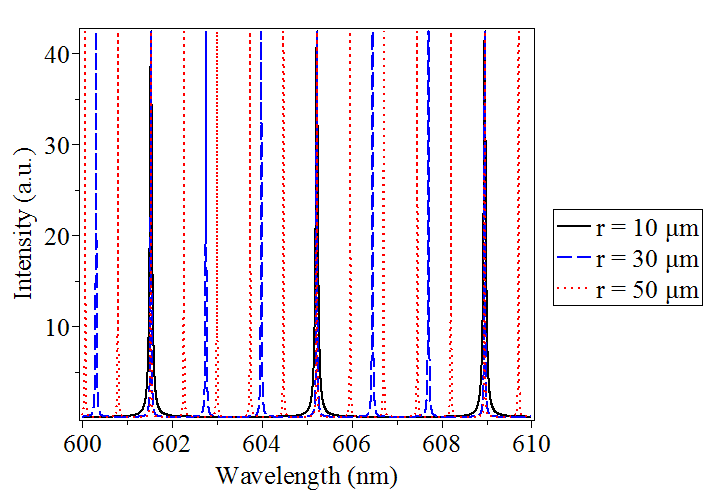 40
30
20
10
Intensity (a.u.)
600 602 604 606 608 610
Wavelength (nm)
r = 10 μm
r = 30 μm
r = 50 μm